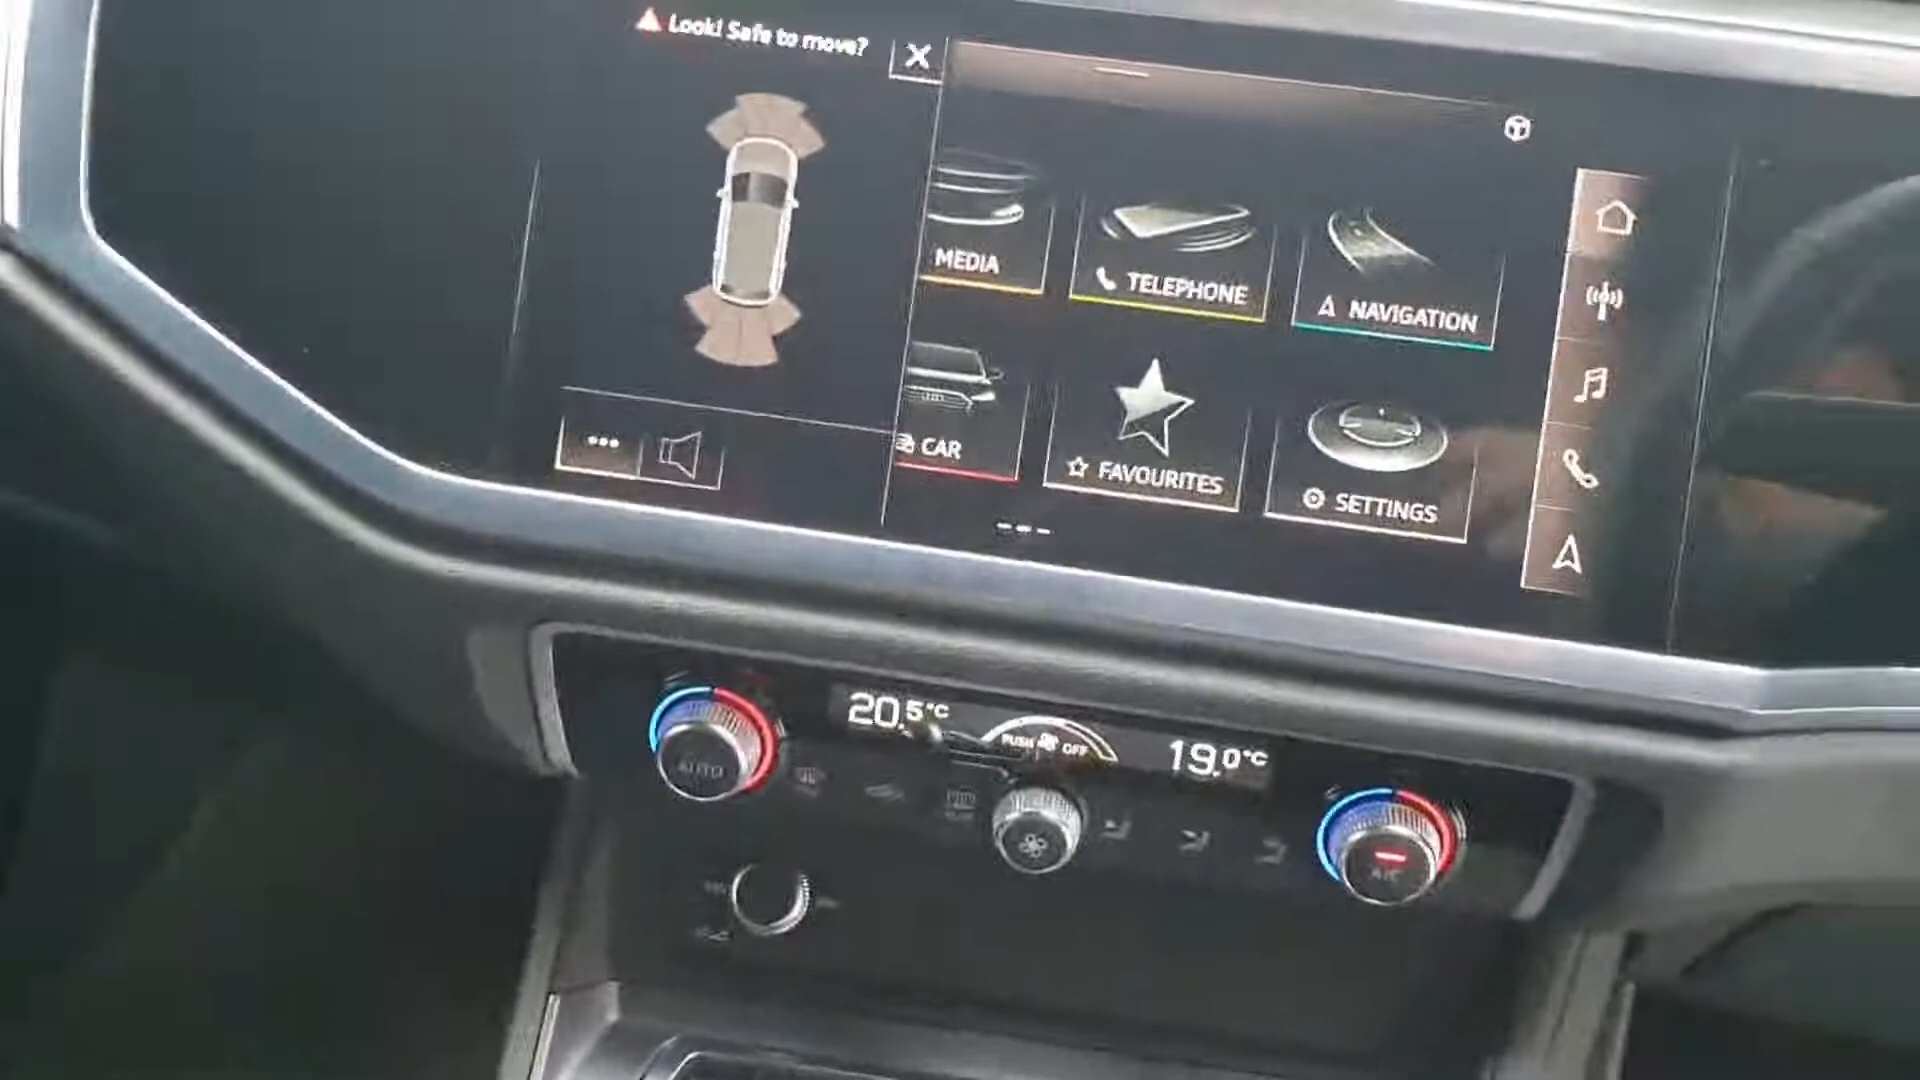 Look! Safe to move?
MEDIA
TELEPHONE
NAVIGATION
CAR
FAVOURITES
SETTINGS
20.5°C
PUSH OFF
19.0°C
AUTO
A/C